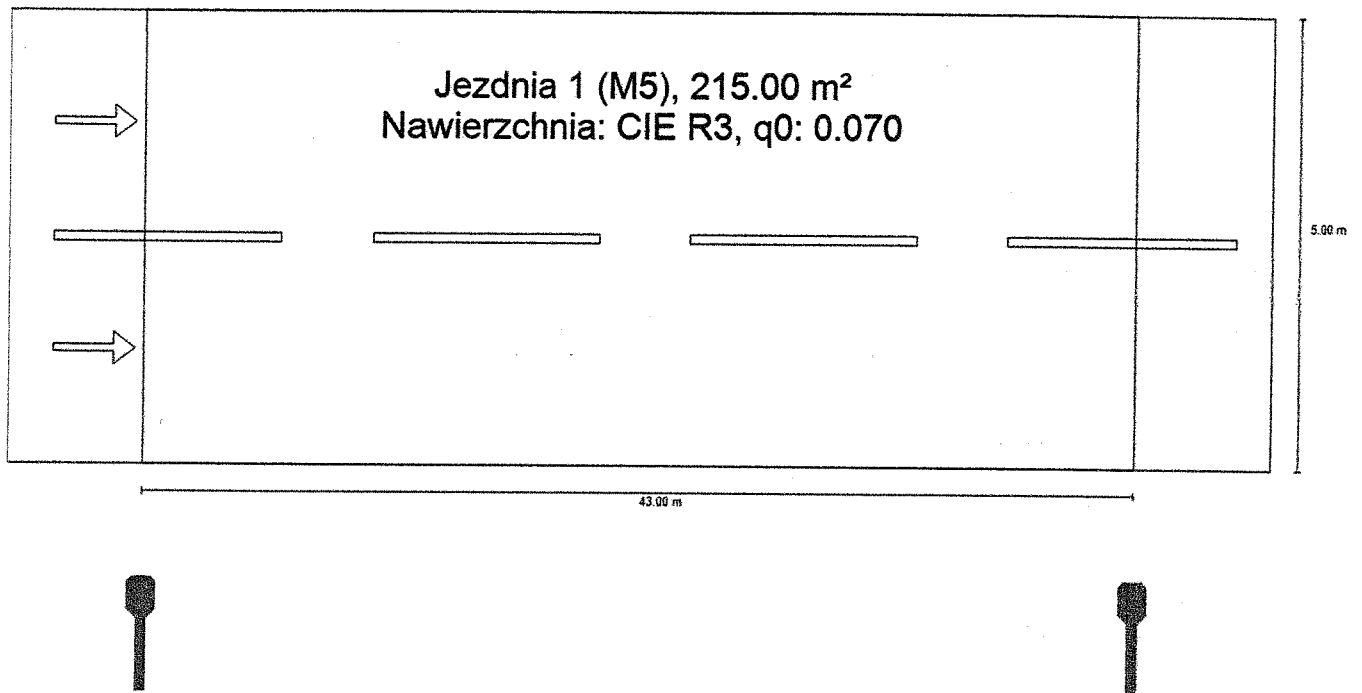 Jezdnia 1 (M5), 215.00 m²
Nawierzchnia: CIE R3, q0: 0.070
5.00 m
43.00 m